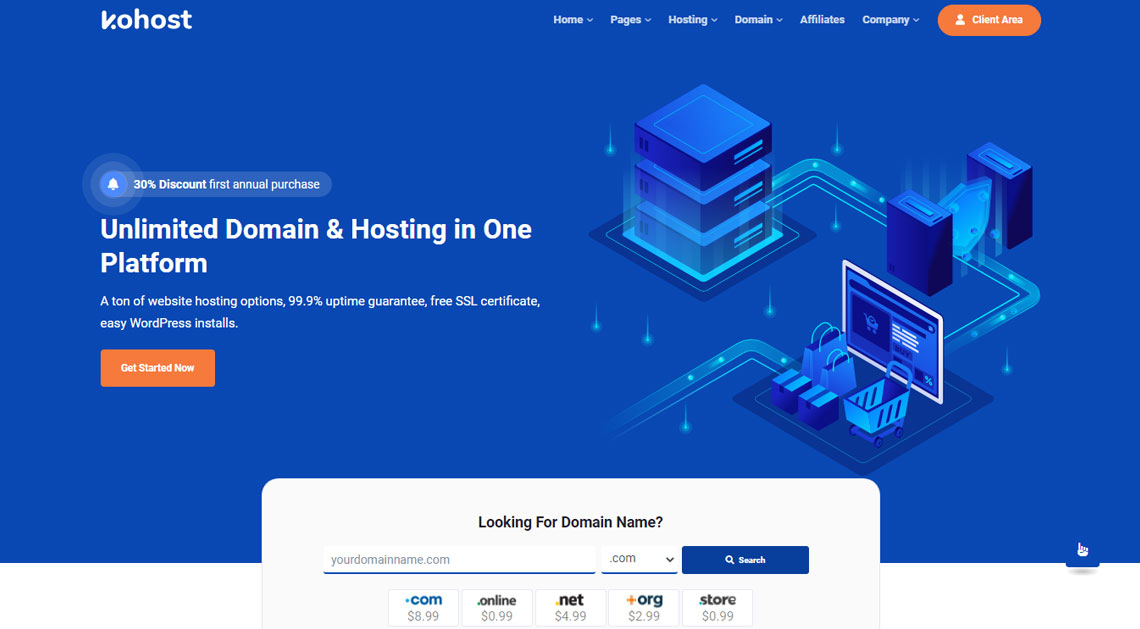 kohost
Home Pages Hosting Domain Affiliates Company Client Area
30% Discount first annual purchase
Unlimited Domain & Hosting in One
Platform
A ton of website hosting options, 99.9% uptime guarantee, free SSL certificate,
easy WordPress installs.
Get Started Now
BUY!
%
Looking For Domain Name?
yourdomainname.com .com Search
.com .online .net .org .store
$8.99 $0.99 $4.99 $2.99 $0.99